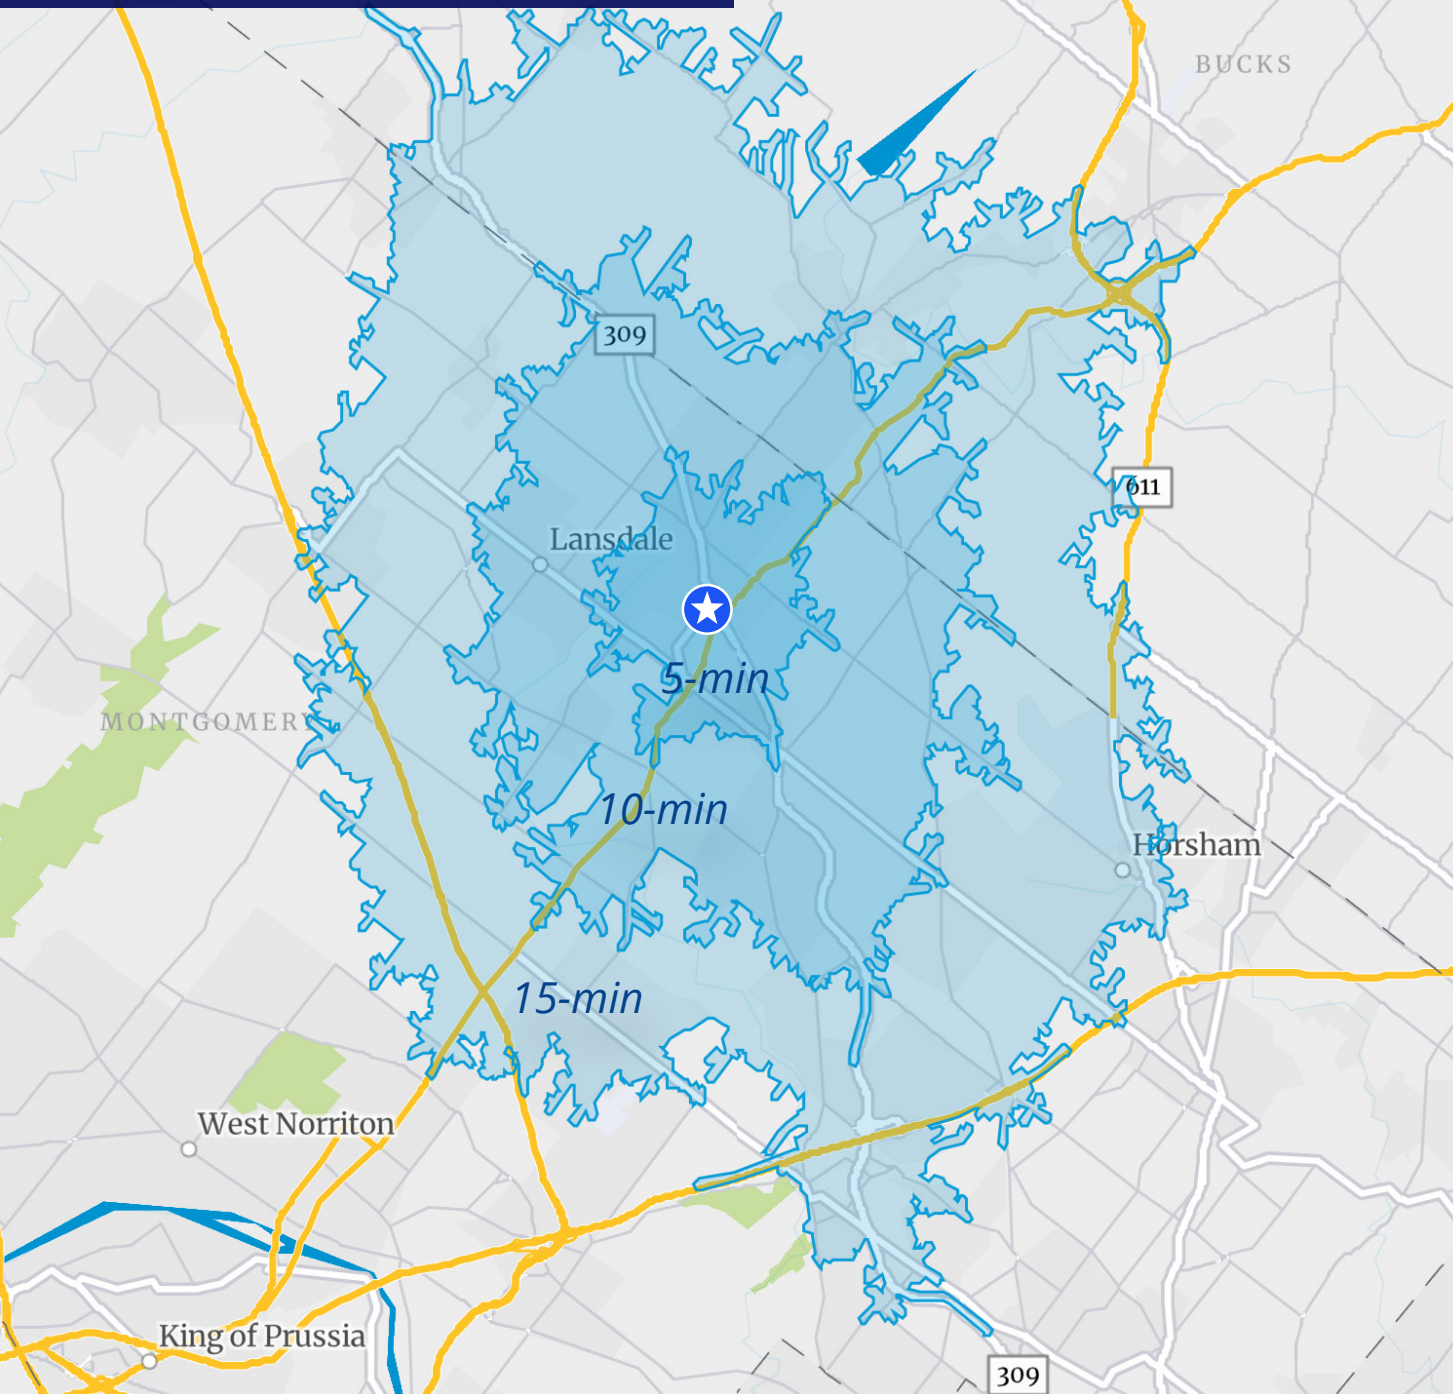 BUCKS
309
611
Lansdale
5-min
MONTGOMERY
10-min
Horsham
15-min
West Norriton
King of Prussia
309